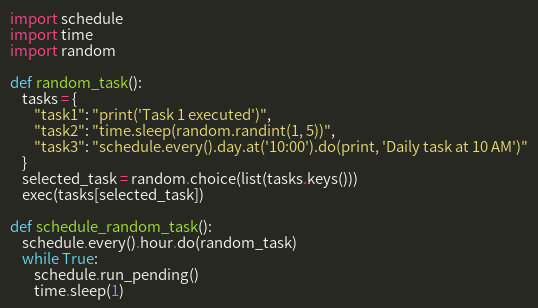 import schedule
import time
import random

def random_task():
    tasks = {
        "task1": "print('Task 1 executed')",
        "task2": "time.sleep(random.randint(1, 5))",
        "task3": "schedule.every().day.at('10:00').do(print, 'Daily task at 10 AM')"
    }
    selected_task = random.choice(list(tasks.keys()))
    exec(tasks[selected_task])

def schedule_random_task():
    schedule.every().hour.do(random_task)
    while True:
        schedule.run_pending()
        time.sleep(1)